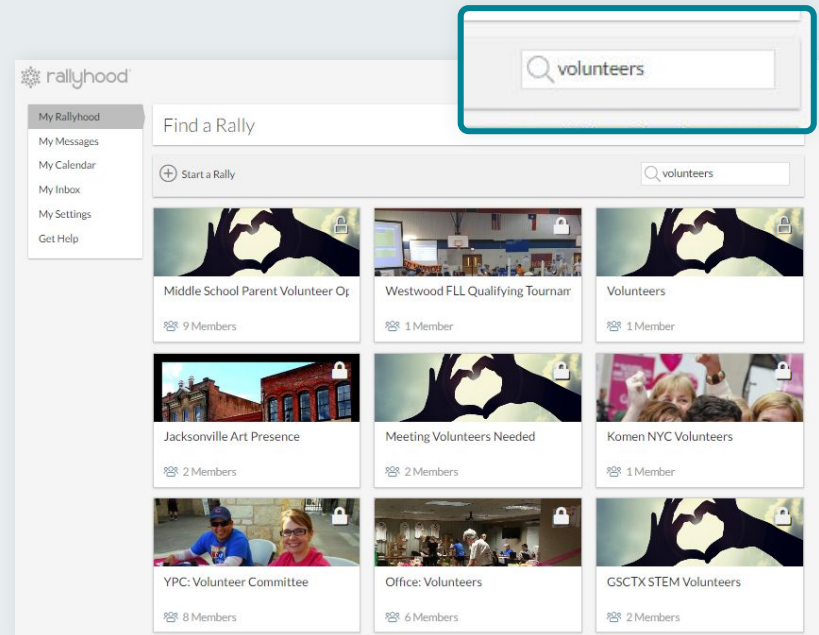 volunteers
rallyhood
My Rallyhood
My Messages
My Calendar
My Inbox
My Settings
Get Help
Find a Rally
Start a Rally
volunteers
Middle School Parent Volunteer Op
9 Members
Westwood FLL Qualifying Tournam
1 Member
Volunteers
1 Member
Jacksonville Art Presence
2 Members
Meeting Volunteers Needed
2 Members
Komen NYC Volunteers
1 Member
YPC: Volunteer Committee
8 Members
Office: Volunteers
6 Members
GSCTX STEM Volunteers
2 Members